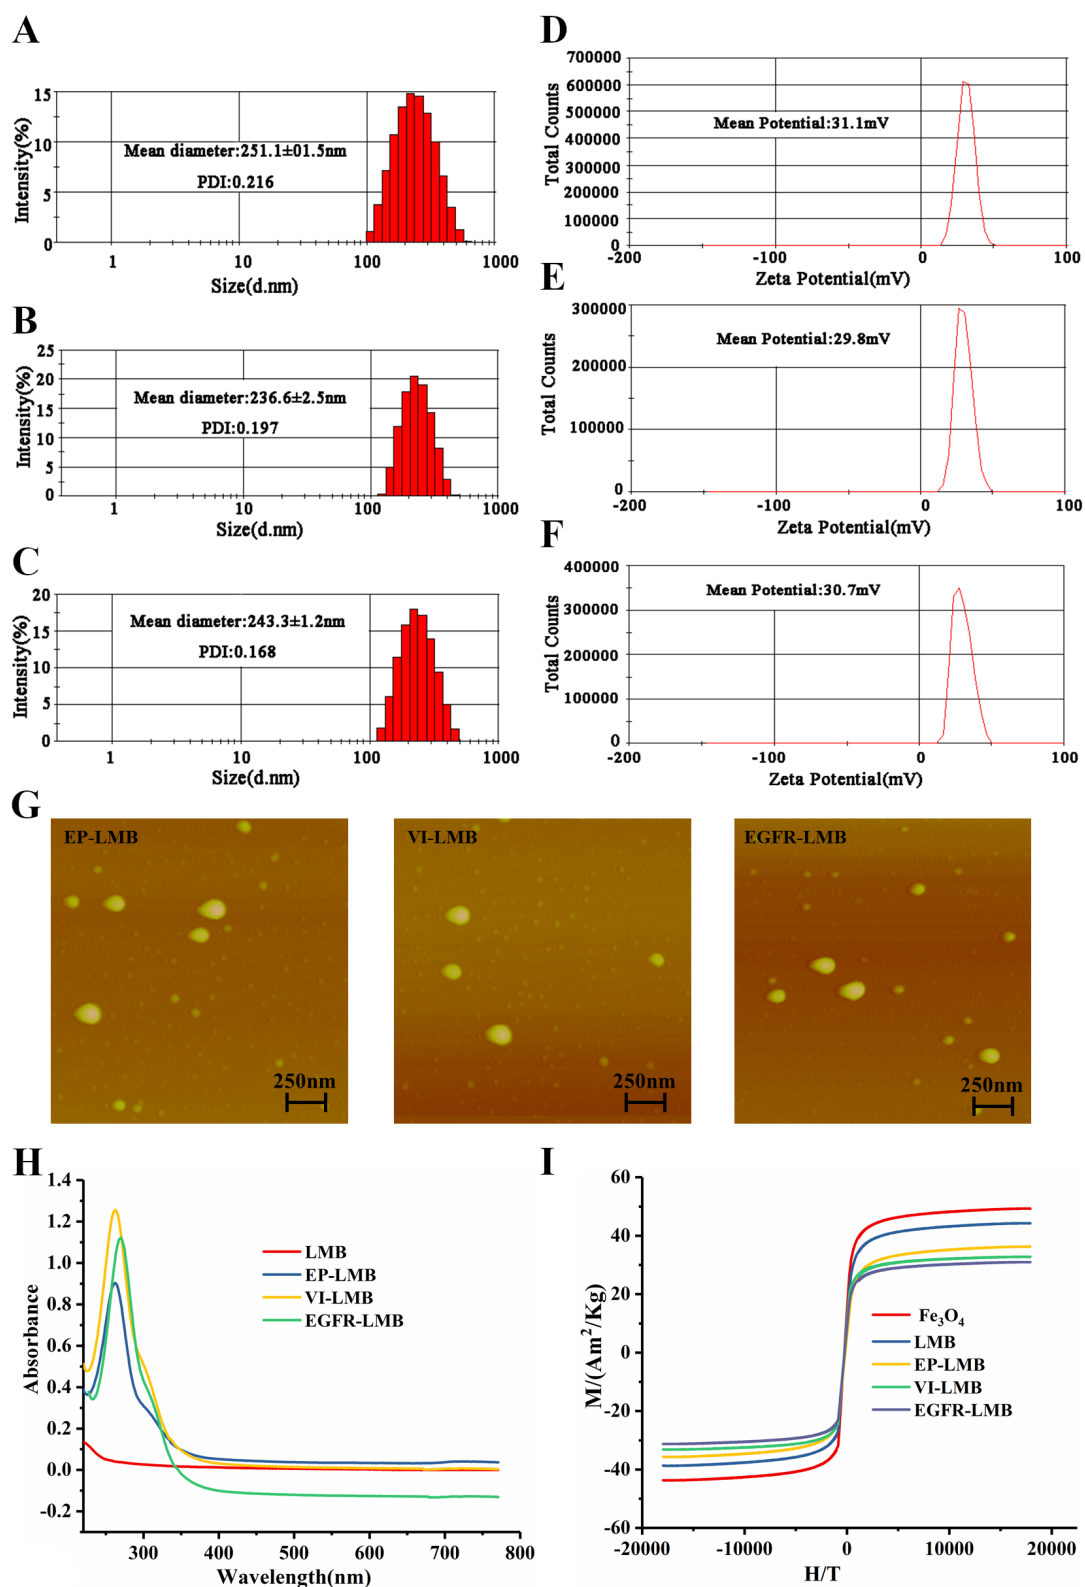 A
15
10
5
0
Intensity(%)
Mean diameter:251.1±01.5nm
PDI:0.216
1
10
100
1000
Size(d.nm)
B
25
20
15
10
5
0
Intensity(%)
Mean diameter:236.6±2.5nm
PDI:0.197
1
10
100
1000
Size(d.nm)
C
20
15
10
5
0
Intensity(%)
Mean diameter:243.3±1.2nm
PDI:0.168
1
10
100
1000
Size(d.nm)
D
700000
600000
500000
400000
300000
200000
100000
0
Total Counts
Mean Potential:31.1mV
-200
-100
0
100
Zeta Potential(mV)
E
300000
200000
100000
0
Total Counts
Mean Potential:29.8mV
-200
-100
0
100
Zeta Potential(mV)
F
400000
300000
200000
100000
0
Total Counts
Mean Potential:30.7mV
-200
-100
0
100
Zeta Potential(mV)
G
EP-LMB
250nm
VI-LMB
250nm
EGFR-LMB
250nm
H
1.4
1.2
1.0
0.8
0.6
0.4
0.2
0.0
-0.2
Absorbance
LMB
EP-LMB
VI-LMB
EGFR-LMB
300
400
500
600
700
800
Wavelength(nm)
I
60
40
20
0
-20
-40
-60
M/(Am²/Kg)
Fe₃O₄
LMB
EP-LMB
VI-LMB
EGFR-LMB
-20000
-10000
0
10000
20000
H/T